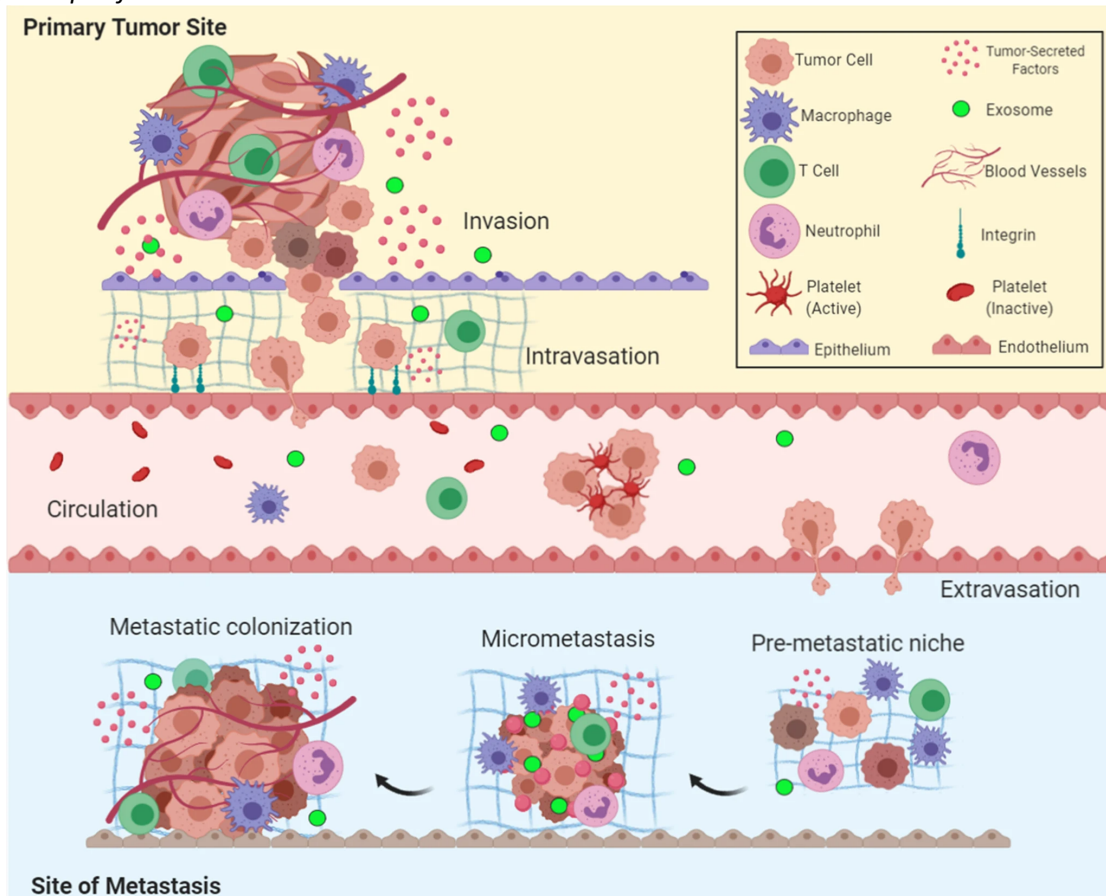 Primary Tumor Site
Tumor Cell
Tumor-Secreted
Factors
Macrophage
Exosome
T Cell
Blood Vessels
Neutrophil
Integrin
Platelet
(Active)
Platelet
(Inactive)
Epithelium
Endothelium
Invasion
Intravasation
Circulation
Extravasation
Metastatic colonization
Micrometastasis
Pre-metastatic niche
Site of Metastasis